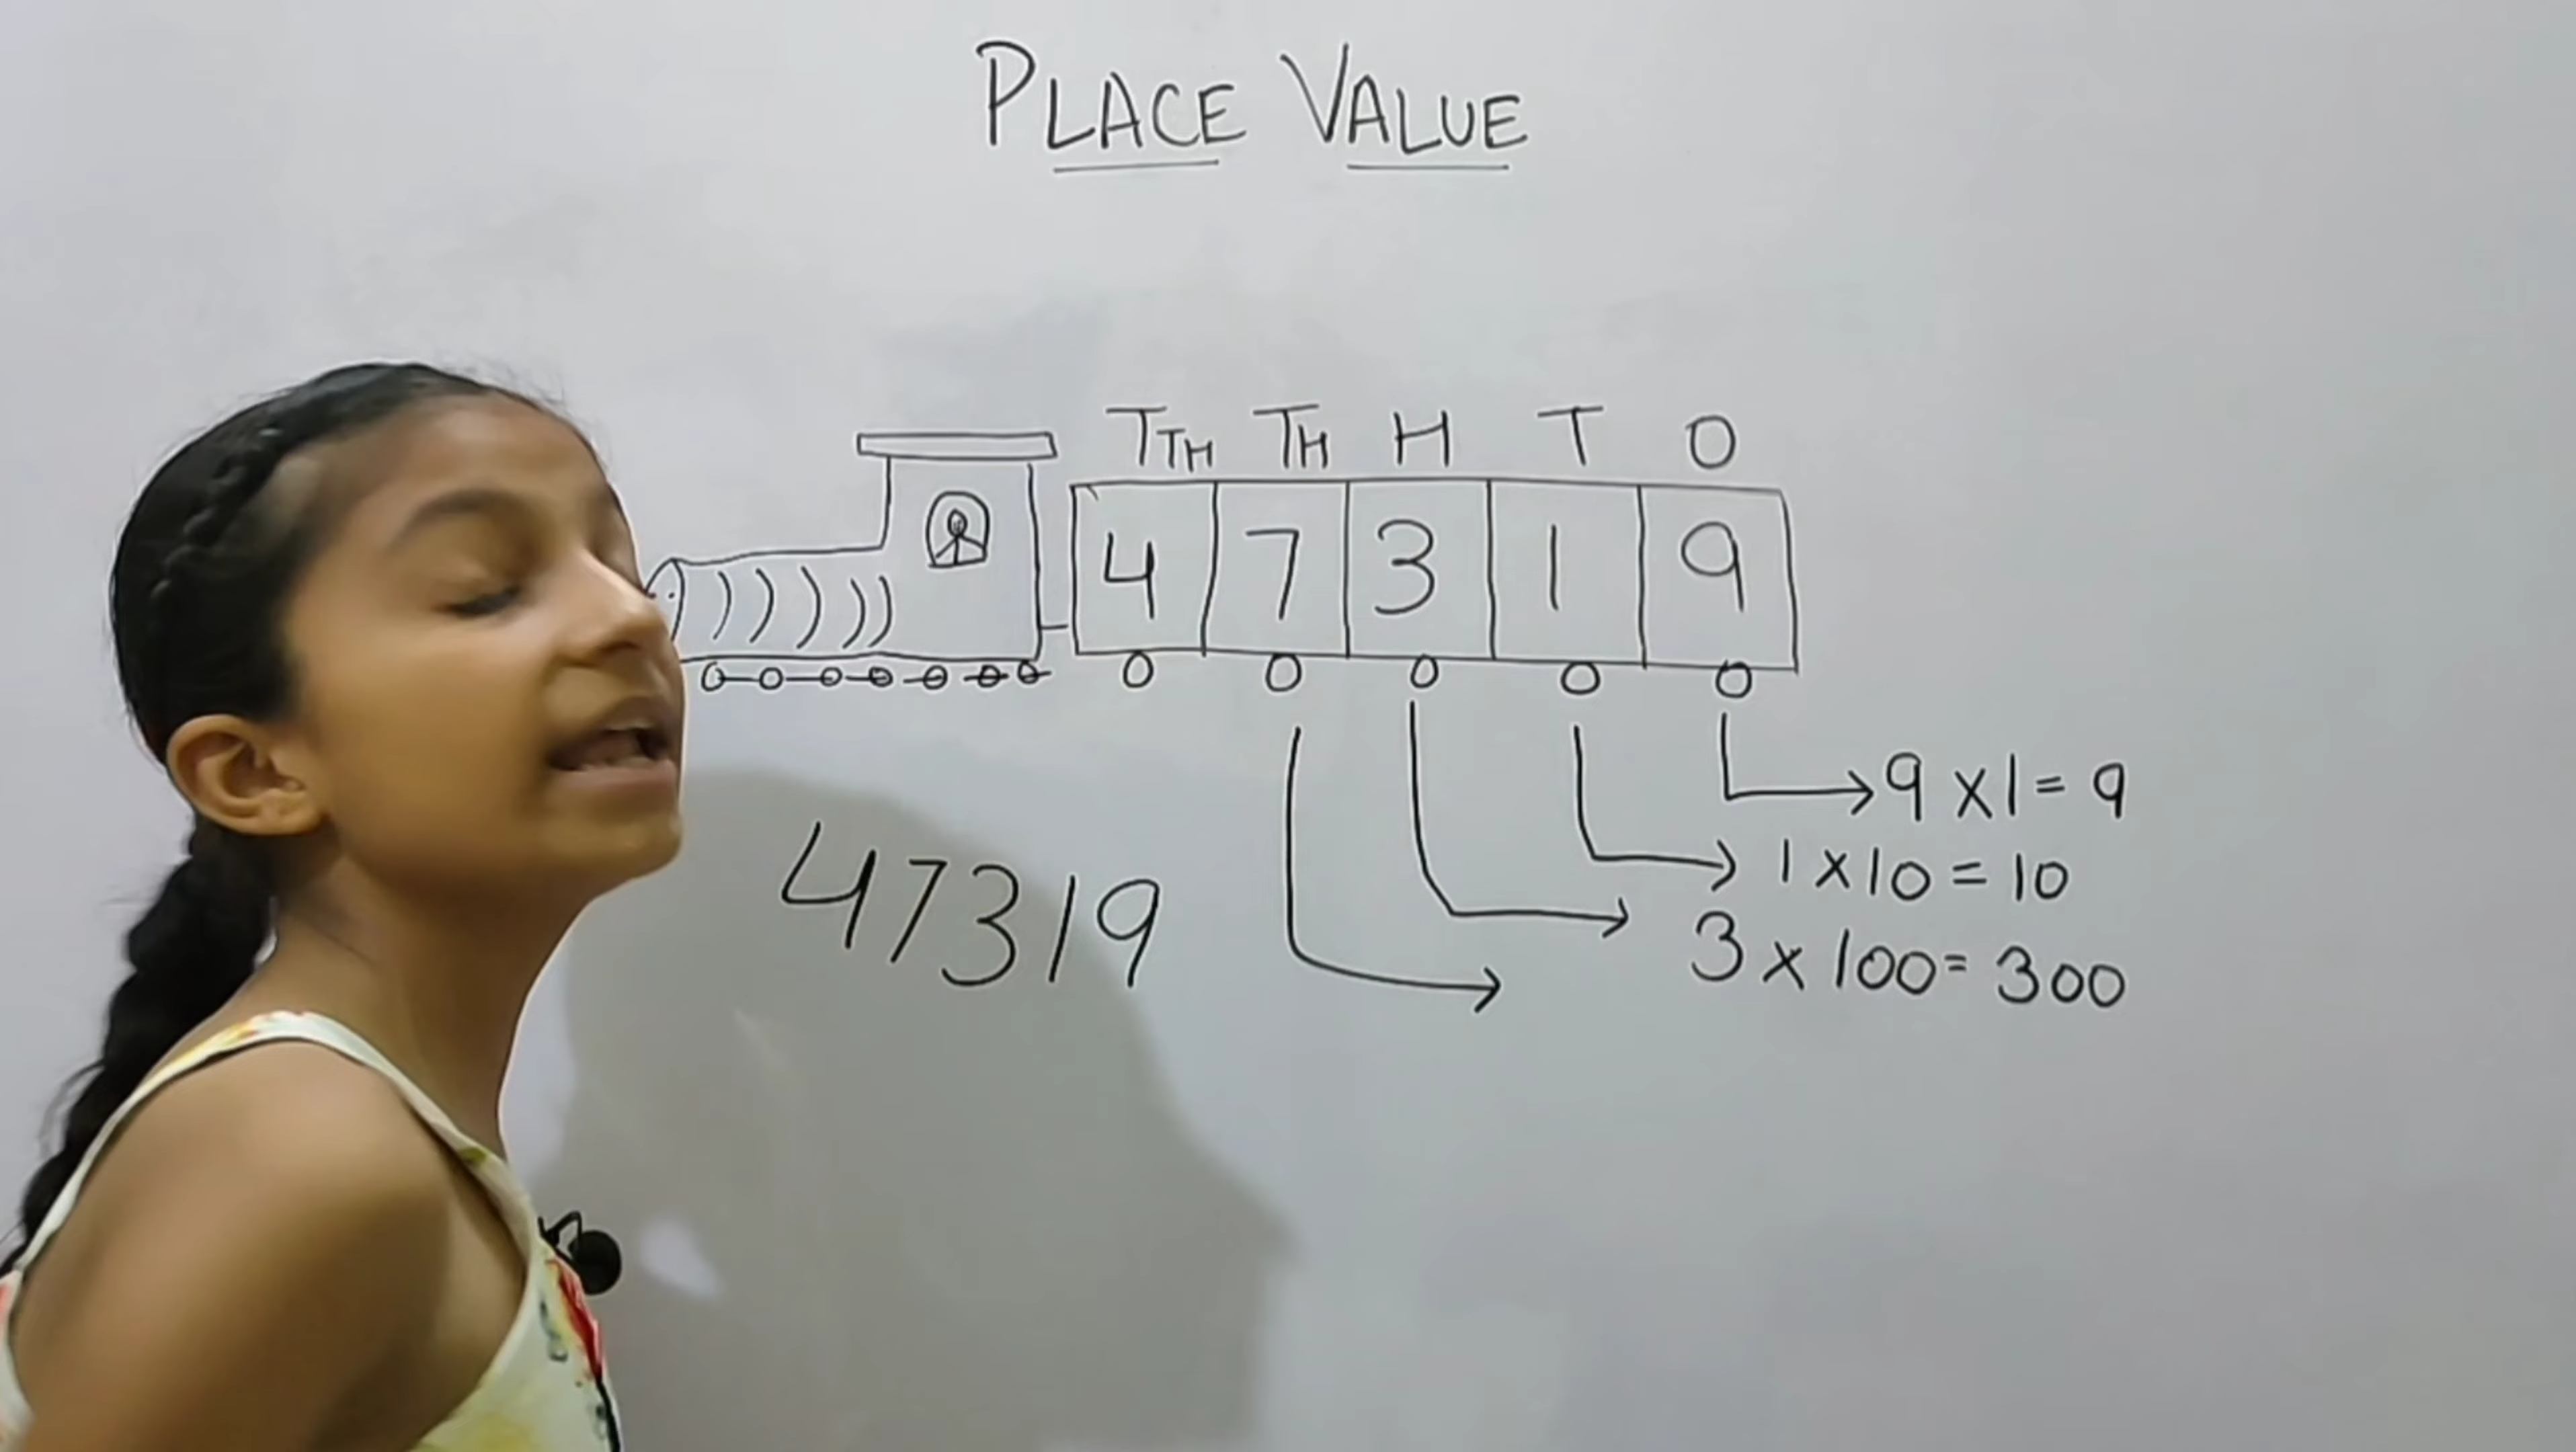 PLACE VALUE
TTH TH H T O
4 7 3 1 9
9 x 1 = 9
47319
1 x 10 = 10
3 x 100 = 300